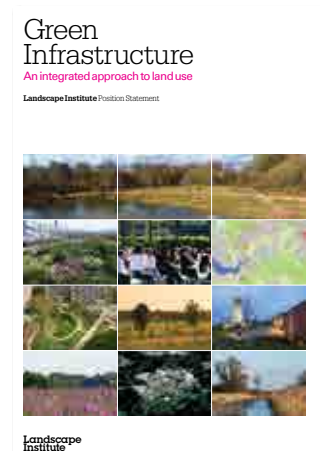 Green
Infrastructure
An integrated approach to land use
Landscape Institute Position Statement
Landscape
Institute